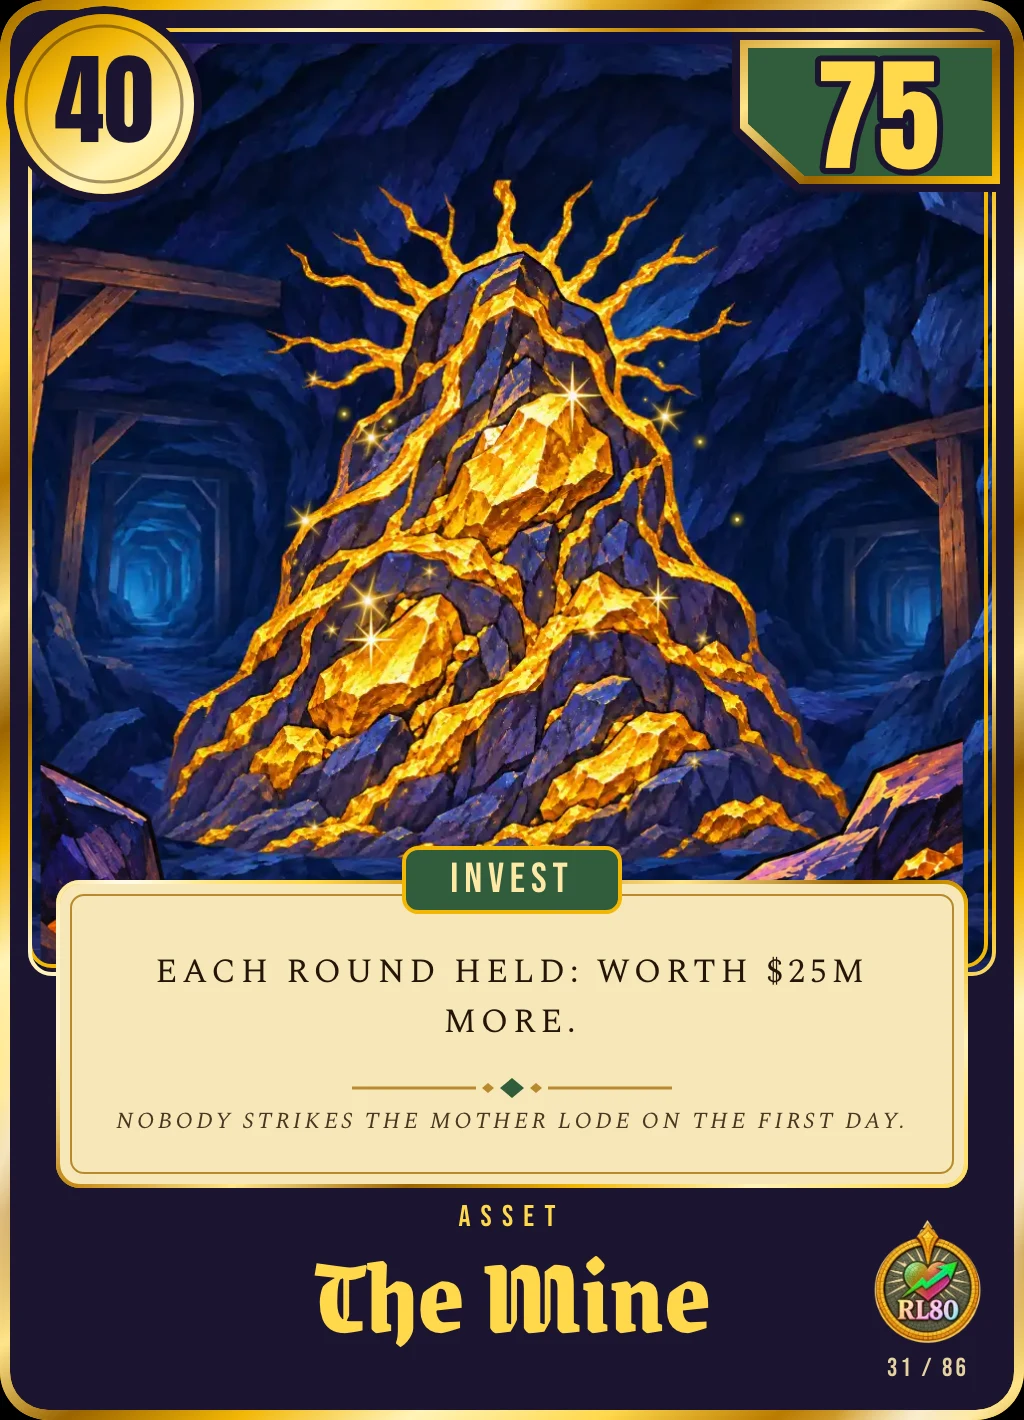 40
75
INVEST
EACH ROUND HELD: WORTH $25M
MORE.
NOBODY STRIKES THE MOTHER LODE ON THE FIRST DAY.
ASSET
The Mine
RL80
31 / 86